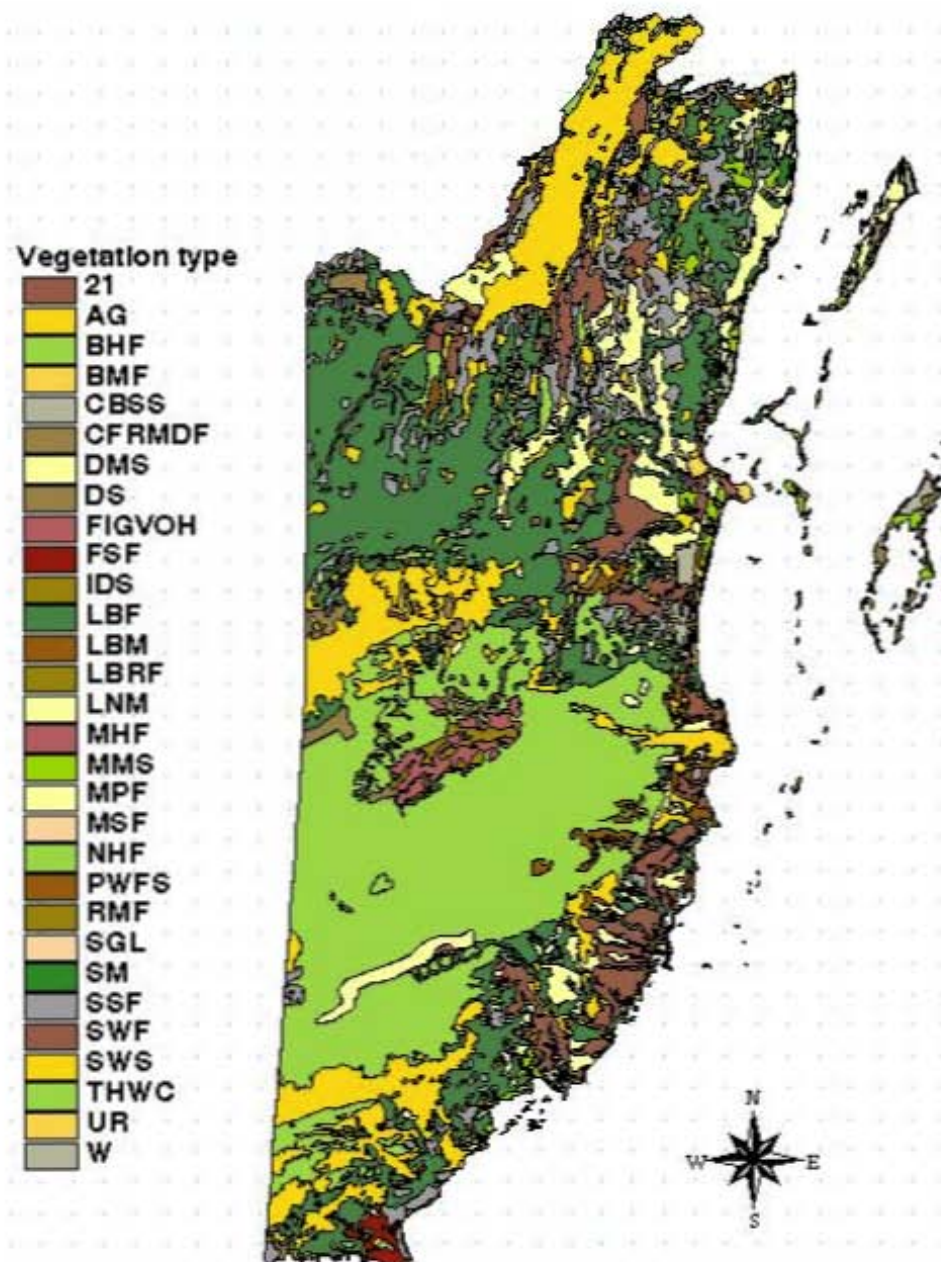 Vegetation type
21
AG
BHF
BMF
CBSS
CFRMDF
DMS
DS
FIGVOH
FSF
IDS
LBF
LBM
LBRF
LNM
MHF
MMS
MPF
MSF
NHF
PWFS
RMF
SGL
SM
SSF
SWF
SWS
THWC
UR
W
N
W E
S